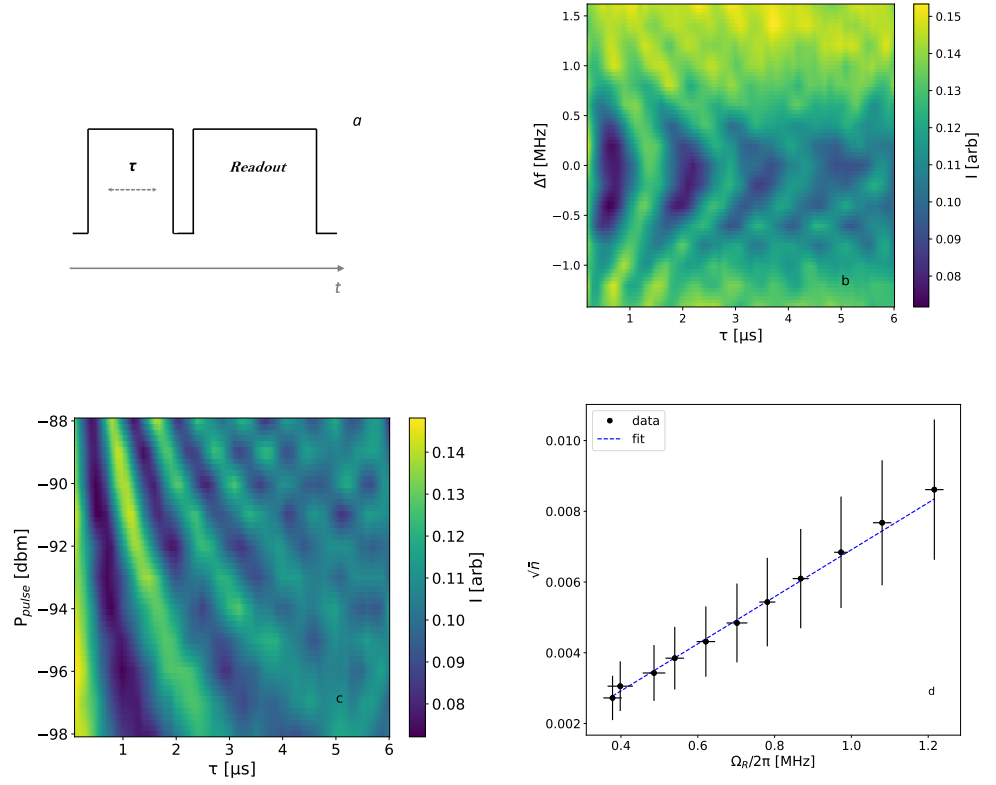 a
τ
Readout
t
1.5
1.0
0.5
0.0
−0.5
−1.0
Δf [MHz]
1 2 3 4 5 6
τ [μs]
b
0.15
0.14
0.13
0.12
0.11
0.10
0.09
0.08
I [arb]
−88
−90
−92
−94
−96
−98
P_pulse [dbm]
1 2 3 4 5 6
τ [μs]
c
0.14
0.13
0.12
0.11
0.10
0.09
0.08
I [arb]
data
fit
0.010
0.008
0.006
0.004
0.002
√n̄
0.4 0.6 0.8 1.0 1.2
Ω_R/2π [MHz]
d